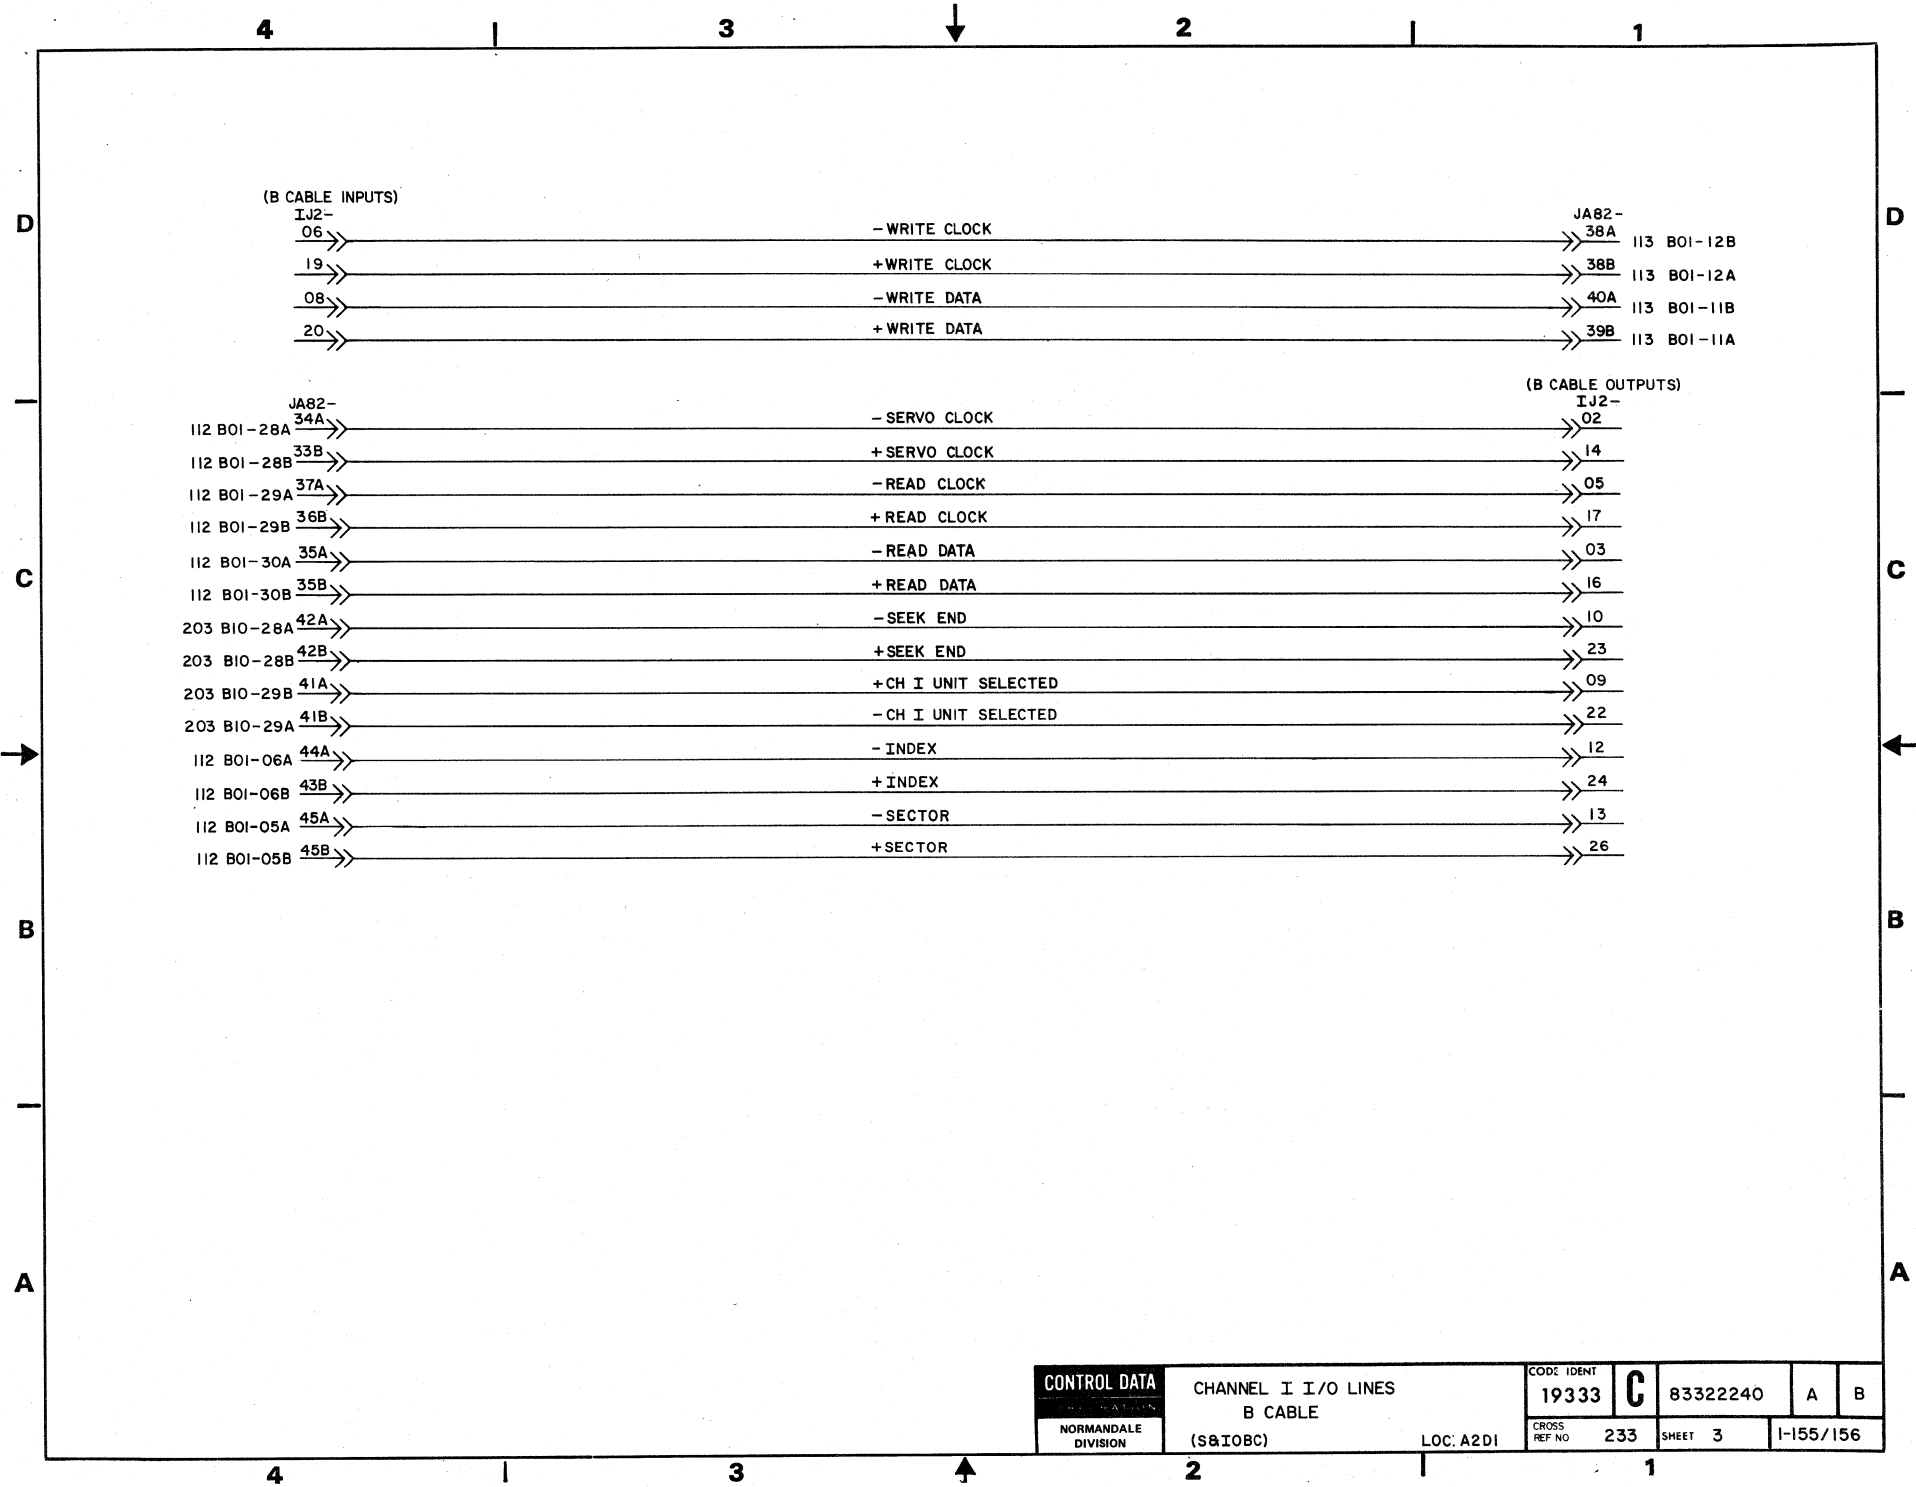 4 3 2 1
(B CABLE INPUTS)
IJ2- JA82-
D D
06 -WRITE CLOCK 38A 113 B01-12B
19 +WRITE CLOCK 38B 113 B01-12A
08 -WRITE DATA 40A 113 B01-11B
20 +WRITE DATA 39B 113 B01-11A
(B CABLE OUTPUTS)
JA82- IJ2-
112 B01-28A 34A -SERVO CLOCK 02
112 B01-28B 33B +SERVO CLOCK 14
112 B01-29A 37A -READ CLOCK 05
112 B01-29B 36B +READ CLOCK 17
112 B01-30A 35A -READ DATA 03
C C
112 B01-30B 35B +READ DATA 16
203 B10-28A 42A -SEEK END 10
203 B10-28B 42B +SEEK END 23
203 B10-29B 41A +CH I UNIT SELECTED 09
203 B10-29A 41B -CH I UNIT SELECTED 22
112 B01-06A 44A -INDEX 12
112 B01-06B 43B +INDEX 24
112 B01-05A 45A -SECTOR 13
112 B01-05B 45B +SECTOR 26
B B
A A
CONTROL DATA
NORMANDALE
DIVISION
CHANNEL I I/O LINES
B CABLE
(S&IOBC) LOC: A2D1
CODE IDENT
19333 C 83322240 A B
CROSS
REF NO 233 SHEET 3 1-155/156
4 3 2 1